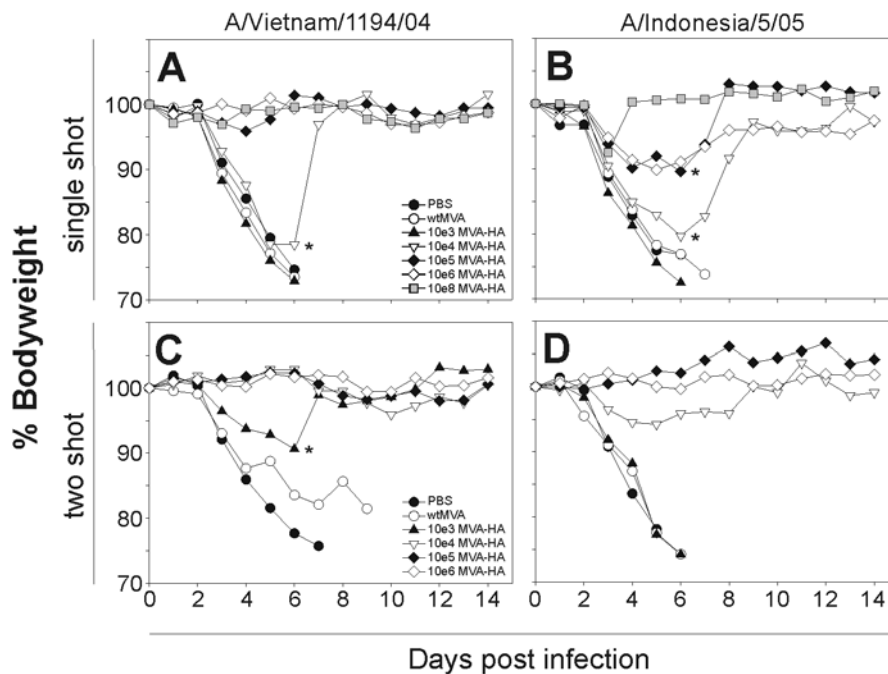 A/Vietnam/1194/04 A/Indonesia/5/05
% Bodyweight
single shot
two shot
A
100
90
80
70
PBS
wtMVA
10e3 MVA-HA
10e4 MVA-HA
10e5 MVA-HA
10e6 MVA-HA
10e8 MVA-HA
*
B
*
*
C
100
90
80
70
*
PBS
wtMVA
10e3 MVA-HA
10e4 MVA-HA
10e5 MVA-HA
10e6 MVA-HA
D
0 2 4 6 8 10 12 14 0 2 4 6 8 10 12 14
Days post infection